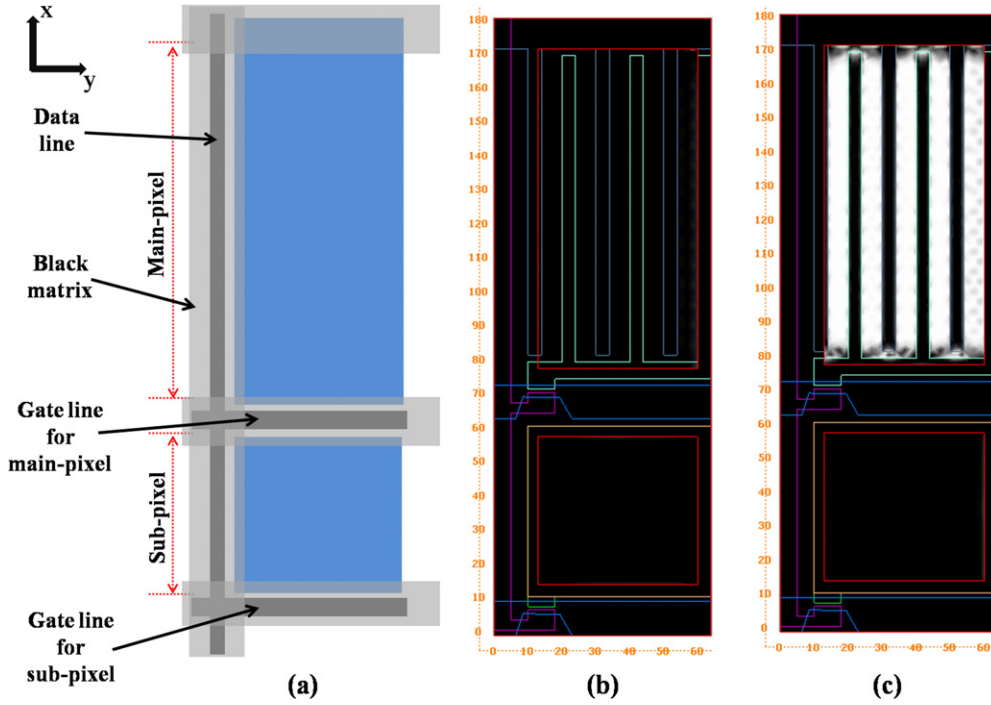 x
y
Data
line
Main-pixel
Black
matrix
Gate line
for
main-pixel
Sub-pixel
Gate line
for
sub-pixel
(a)
180
170
160
150
140
130
120
110
100
90
80
70
60
50
40
30
20
10
0
0 10 20 30 40 50 60
(b)
180
170
160
150
140
130
120
110
100
90
80
70
60
50
40
30
20
10
0
0 10 20 30 40 50 60
(c)